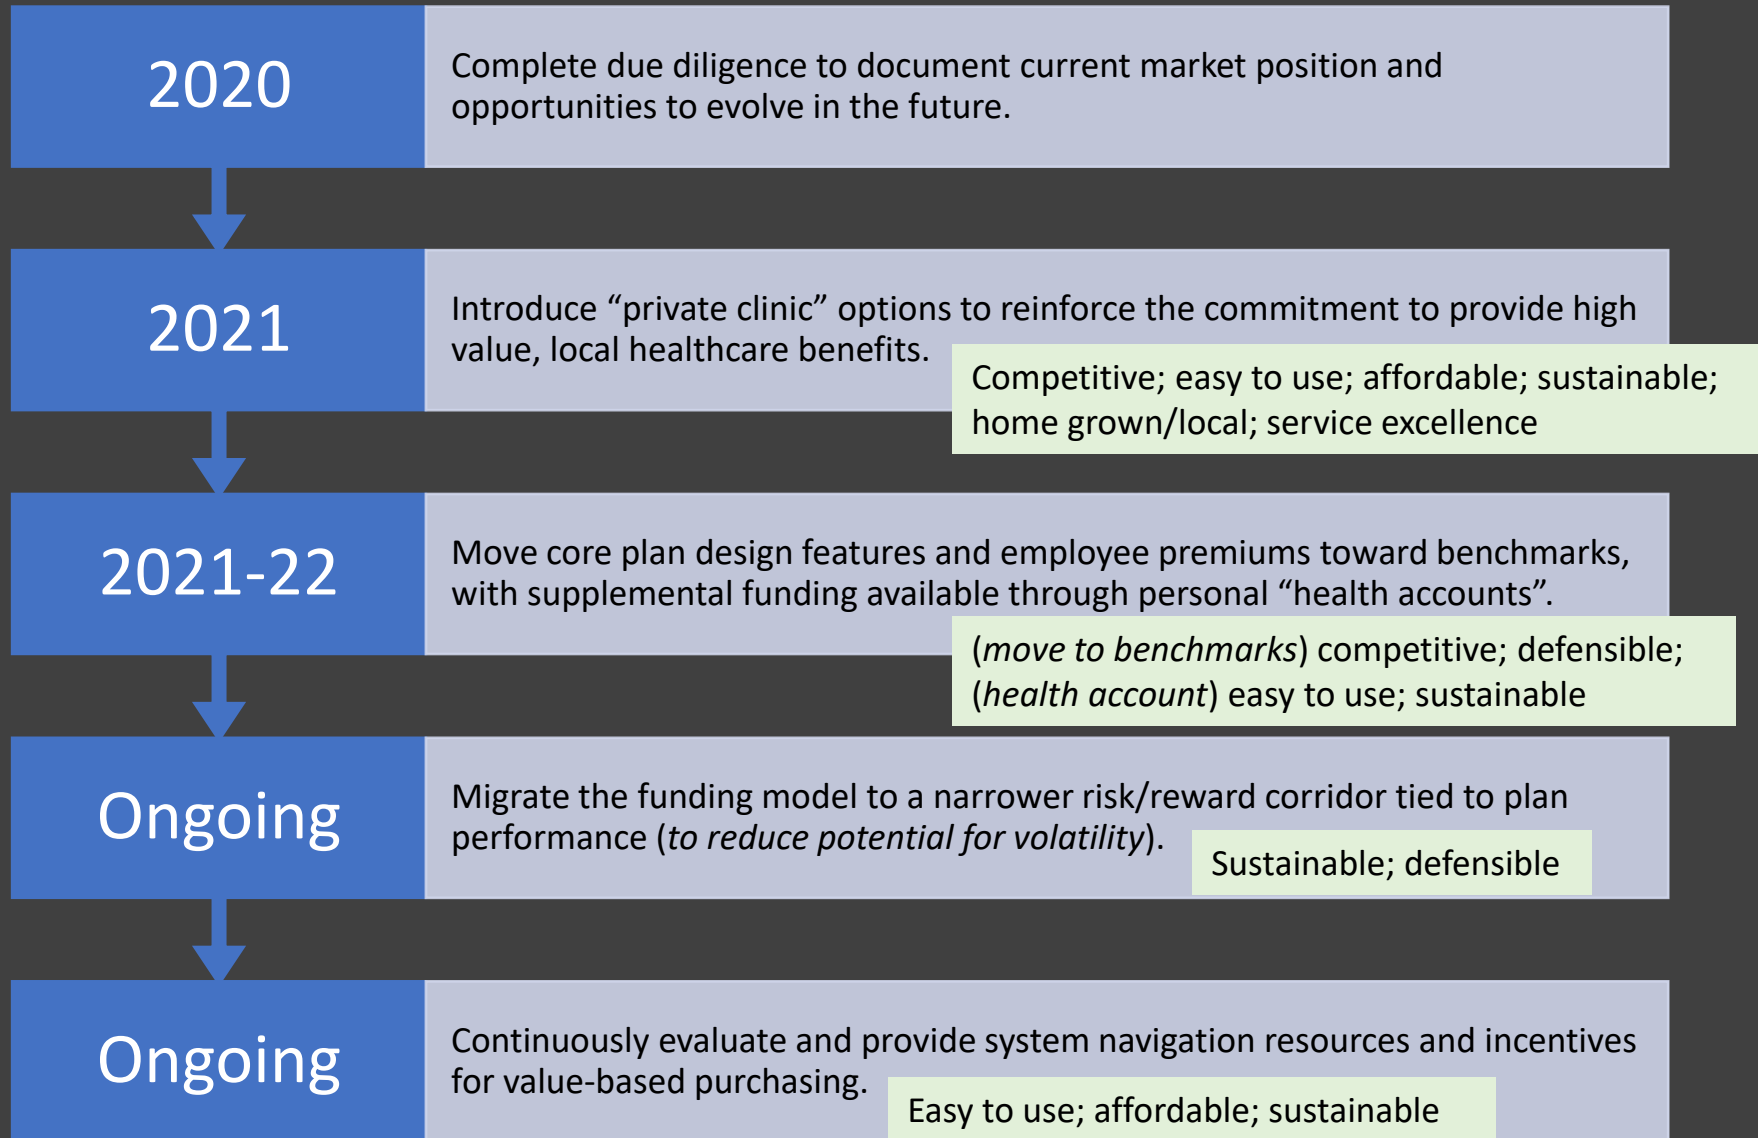 2020
Complete due diligence to document current market position and
opportunities to evolve in the future.
2021
Introduce “private clinic” options to reinforce the commitment to provide high
value, local healthcare benefits.
Competitive; easy to use; affordable; sustainable;
home grown/local; service excellence
2021-22
Move core plan design features and employee premiums toward benchmarks,
with supplemental funding available through personal “health accounts”.
(move to benchmarks) competitive; defensible;
(health account) easy to use; sustainable
Ongoing
Migrate the funding model to a narrower risk/reward corridor tied to plan
performance (to reduce potential for volatility).
Sustainable; defensible
Ongoing
Continuously evaluate and provide system navigation resources and incentives
for value-based purchasing.
Easy to use; affordable; sustainable